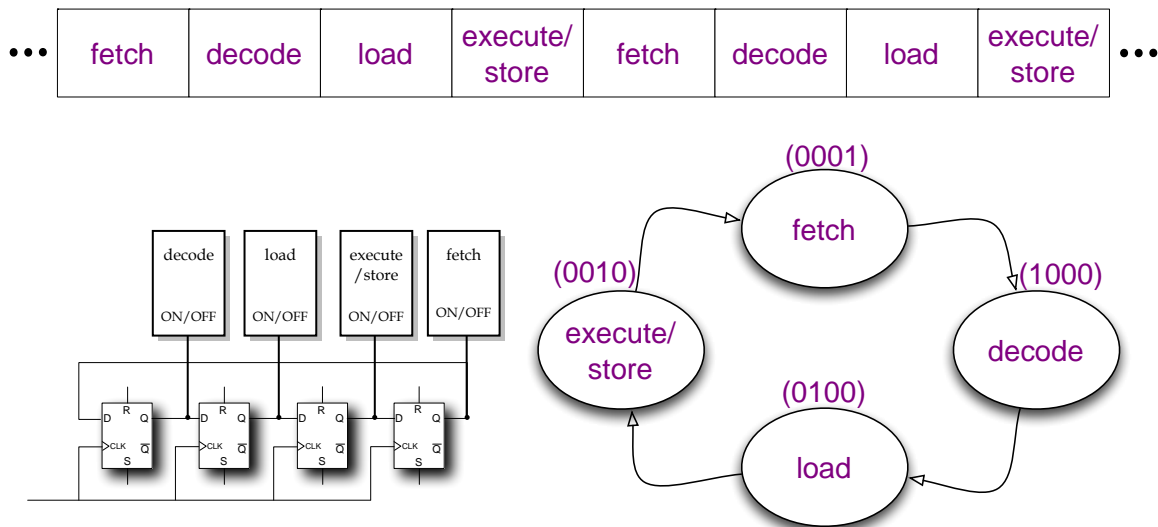 ... fetch decode load execute/ store fetch decode load execute/ store ...
decode
ON/OFF
load
ON/OFF
execute
/store
ON/OFF
fetch
ON/OFF
R
D Q
CLK Q
S
R
D Q
CLK Q
S
R
D Q
CLK Q
S
R
D Q
CLK Q
S
(0001)
fetch
(1000)
decode
(0100)
load
(0010)
execute/
store